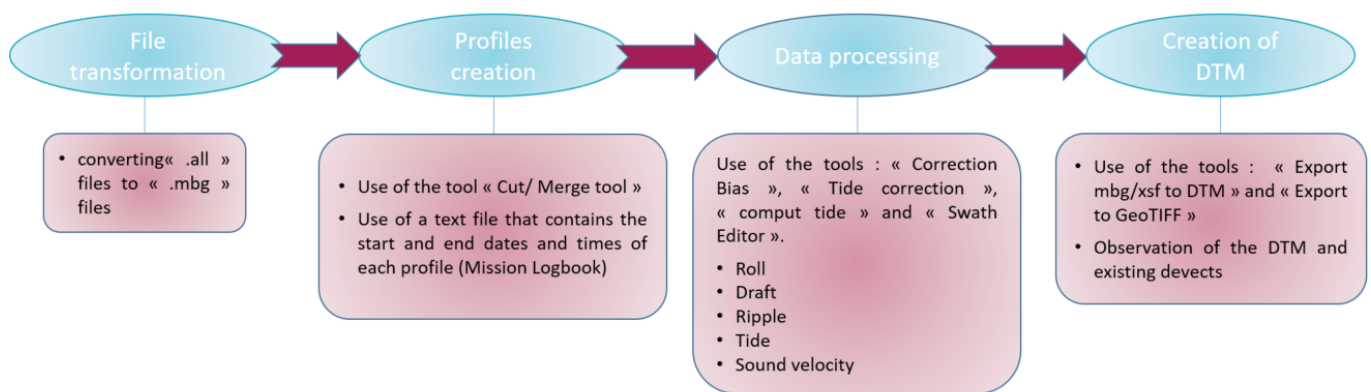 File
transformation
Profiles
creation
Data processing
Creation of
DTM
• converting« .all »
files to « .mbg »
files
• Use of the tool « Cut/ Merge tool »
• Use of a text file that contains the
start and end dates and times of
each profile (Mission Logbook)
Use of the tools : « Correction
Bias », « Tide correction »,
« comput tide » and « Swath
Editor ».
• Roll
• Draft
• Ripple
• Tide
• Sound velocity
• Use of the tools : « Export
mbg/xsf to DTM » and « Export
to GeoTIFF »
• Observation of the DTM and
existing devects